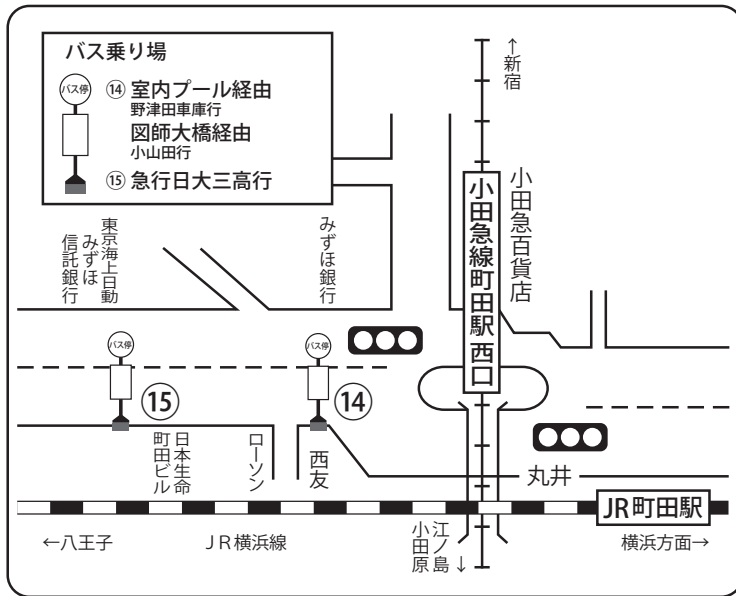 バス乗り場
バス停
⑭ 室内プール経由
野津田車庫行
図師大橋経由
小山田行
⑮ 急行日大三高行
↑新宿
小田急百貨店
小田急線町田駅 西口
東京海上日動
みずほ
信託銀行
みずほ銀行
バス停
⑮
バス停
⑭
日本生命
町田ビル
ローソン
西友
丸井
JR町田駅
←八王子
JR横浜線
江ノ島
小田原
↓
横浜方面→